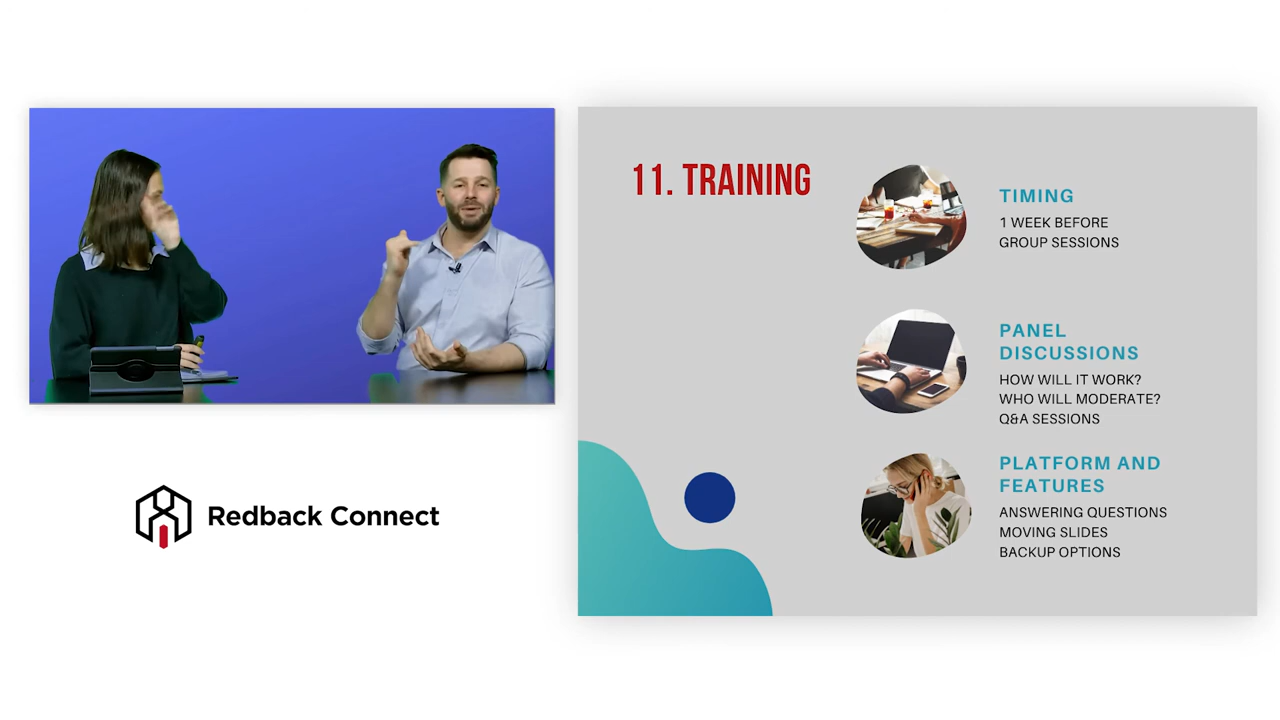 11. TRAINING
TIMING
1 WEEK BEFORE
GROUP SESSIONS
PANEL
DISCUSSIONS
HOW WILL IT WORK?
WHO WILL MODERATE?
Q&A SESSIONS
PLATFORM AND
FEATURES
ANSWERING QUESTIONS
MOVING SLIDES
BACKUP OPTIONS
Redback Connect